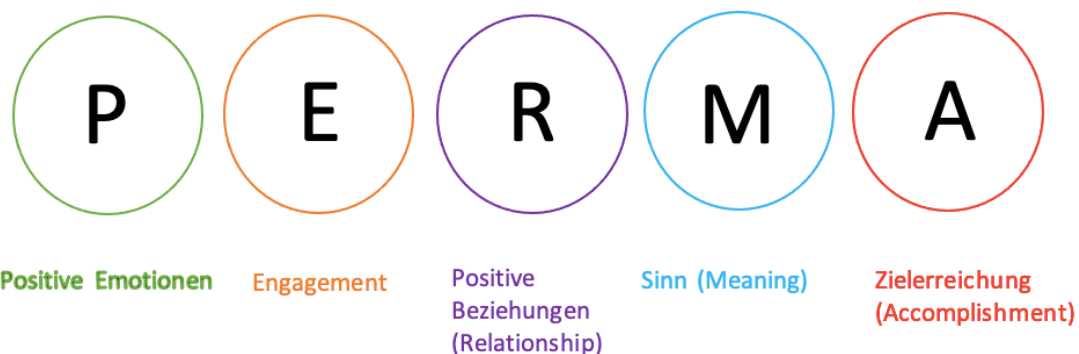 P E R M A
Positive Emotionen
Engagement
Positive
Beziehungen
(Relationship)
Sinn (Meaning)
Zielerreichung
(Accomplishment)